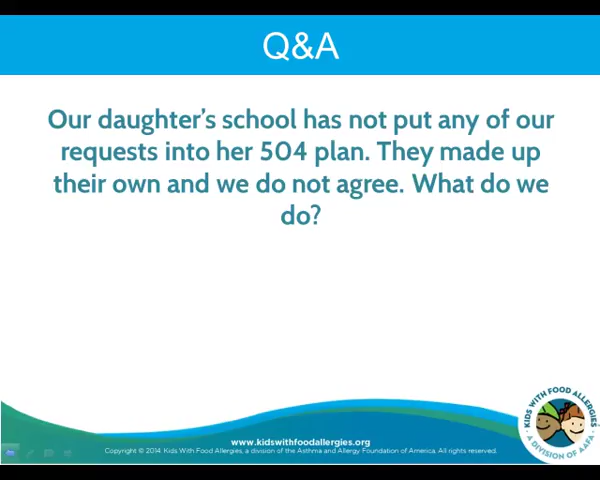 Q&A
Our daughter's school has not put any of our
requests into her 504 plan. They made up
their own and we do not agree. What do we
do?
www.kidswithfoodallergies.org
Copyright © 2014 Kids With Food Allergies, a division of the Asthma and Allergy Foundation of America, All rights reserved.
KIDS WITH FOOD ALLERGIES
A DIVISION OF AAFA